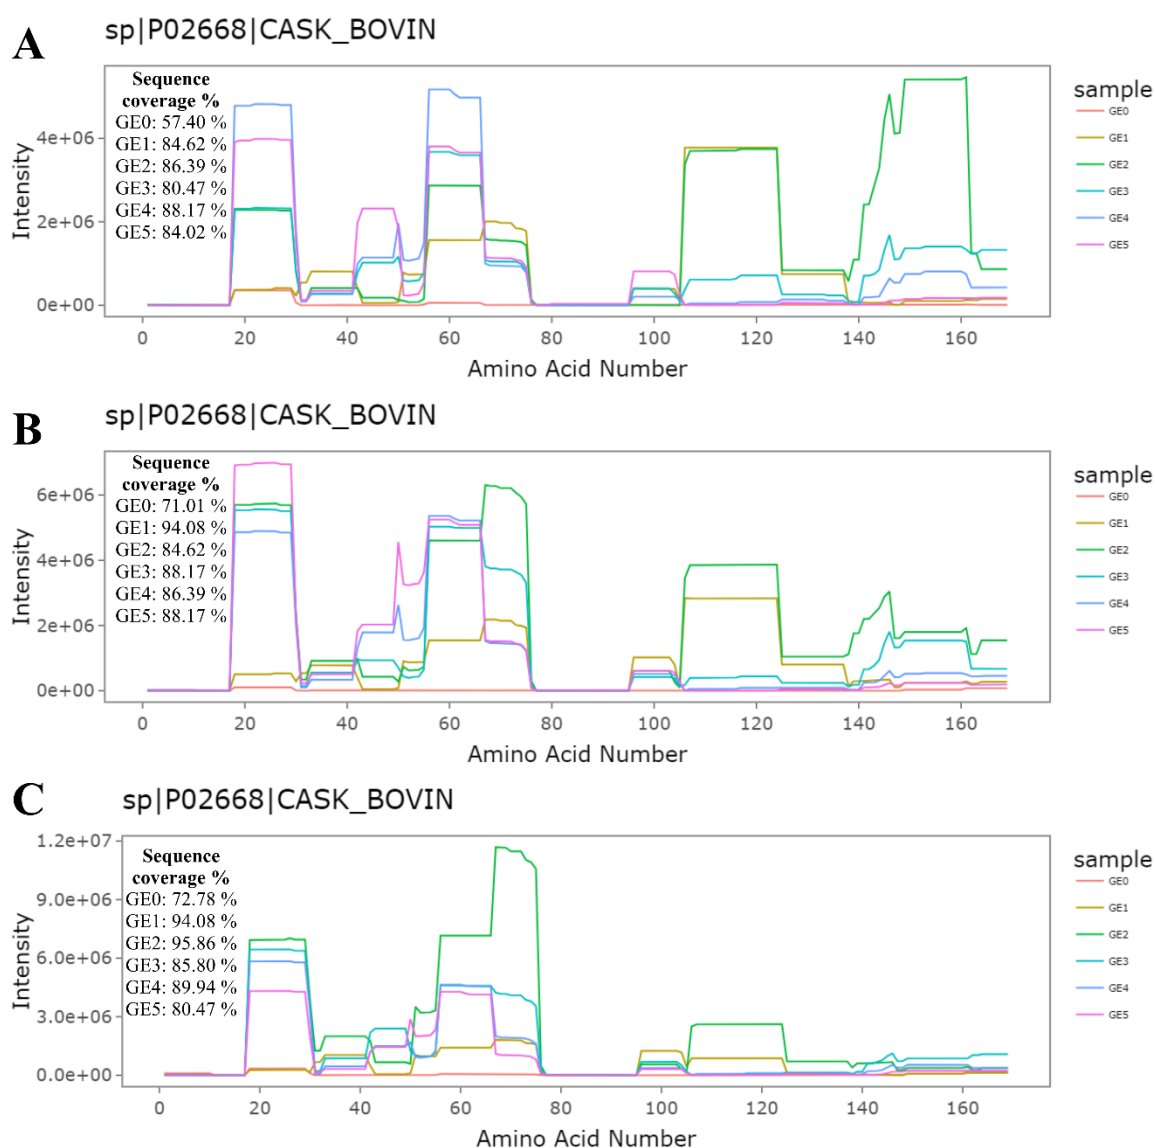 A
sp|P02668|CASK_BOVIN
Sequence
coverage %
GE0: 57.40 %
GE1: 84.62 %
GE2: 86.39 %
GE3: 80.47 %
GE4: 88.17 %
GE5: 84.02 %
Intensity
4e+06
2e+06
0e+00
0 20 40 60 80 100 120 140 160
Amino Acid Number
sample
GE0
GE1
GE2
GE3
GE4
GE5
B
sp|P02668|CASK_BOVIN
Sequence
coverage %
GE0: 71.01 %
GE1: 94.08 %
GE2: 84.62 %
GE3: 88.17 %
GE4: 86.39 %
GE5: 88.17 %
Intensity
6e+06
4e+06
2e+06
0e+00
0 20 40 60 80 100 120 140 160
Amino Acid Number
sample
GE0
GE1
GE2
GE3
GE4
GE5
C
sp|P02668|CASK_BOVIN
Sequence
coverage %
GE0: 72.78 %
GE1: 94.08 %
GE2: 95.86 %
GE3: 85.80 %
GE4: 89.94 %
GE5: 80.47 %
Intensity
1.2e+07
9.0e+06
6.0e+06
3.0e+06
0.0e+00
0 20 40 60 80 100 120 140 160
Amino Acid Number
sample
GE0
GE1
GE2
GE3
GE4
GE5